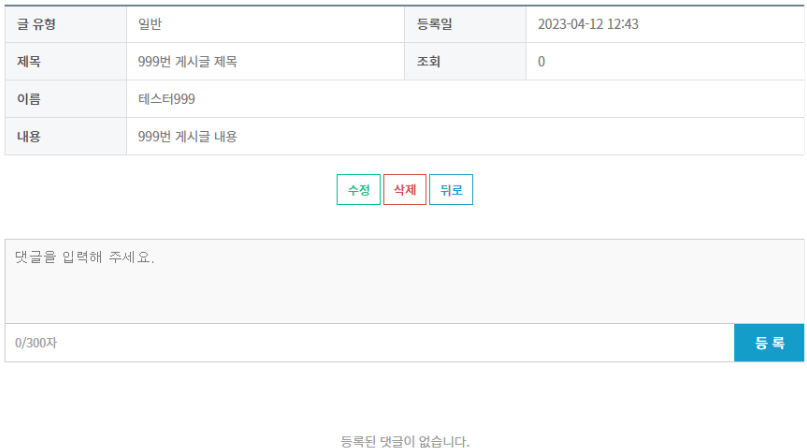 글 유형 일반 등록일 2023-04-12 12:43
제목 999번 게시글 제목 조회 0
이름 테스터999
내용 999번 게시글 내용
수정 삭제 뒤로
댓글을 입력해 주세요.
0/300자 등 록
등록된 댓글이 없습니다.